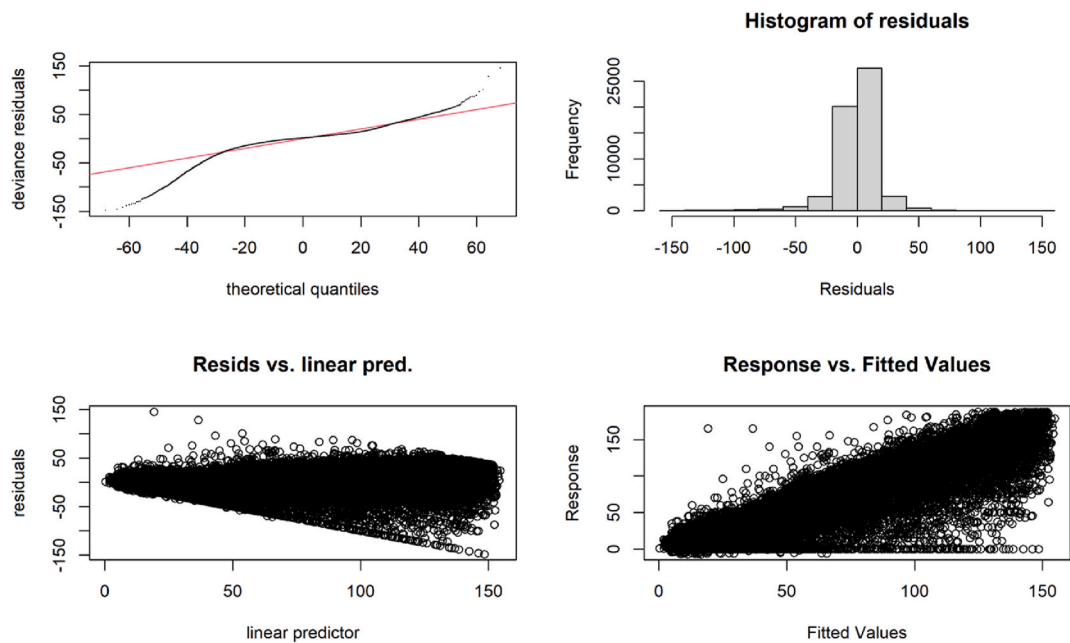 deviance residuals
150
50
-50
-150
-60 -40 -20 0 20 40 60
theoretical quantiles
Histogram of residuals
Frequency
25000
10000
0
-150 -100 -50 0 50 100 150
Residuals
Resids vs. linear pred.
residuals
150
50
-50
-150
0 50 100 150
linear predictor
Response vs. Fitted Values
Response
150
50
0
0 50 100 150
Fitted Values